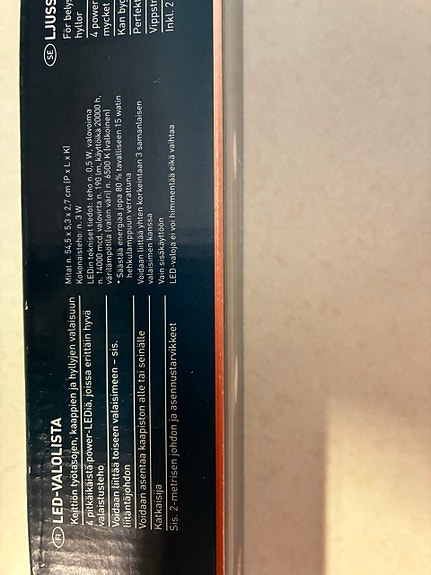 FI LED-VALOLISTA
Keittiön työtasojen, kaappien ja hyllyjen valaisuun
4 pitkäikäistä power-LEDiä, joissa erittäin hyvä
valaistusteho
Voidaan liittää toiseen valaisimeen – sis.
liitäntäjohdon
Voidaan asentaa kaapiston alle tai seinälle
Katkaisija
Sis. 2-metrisen johdon ja asennustarvikkeet
Mitat n. 54,5 x 5,3 x 2,7 cm (P x L x K)
Kokonaisteho: n. 3 W
LEDin tekniset tiedot: teho n. 0,5 W, valovoima
n. 14000 mcd, valovirta n. 190 lm, käyttöikä 20000 h,
värilämpötila (valon väri) n. 6500 K (valkoinen)
* Säästää energiaa jopa 80 % tavalliseen 15 watin
hehkulamppuun verrattuna
Voidaan liittää yhteen korkeintaan 3 samanlaisen
valaisimen kanssa
Vain sisäkäyttöön
LED-valoja ei voi himmentää eikä vaihtaa
SE LJUSS
För belys
hyllor
4 power
mycket
Kan byg
Perfekt
Vippstr
Inkl. 2